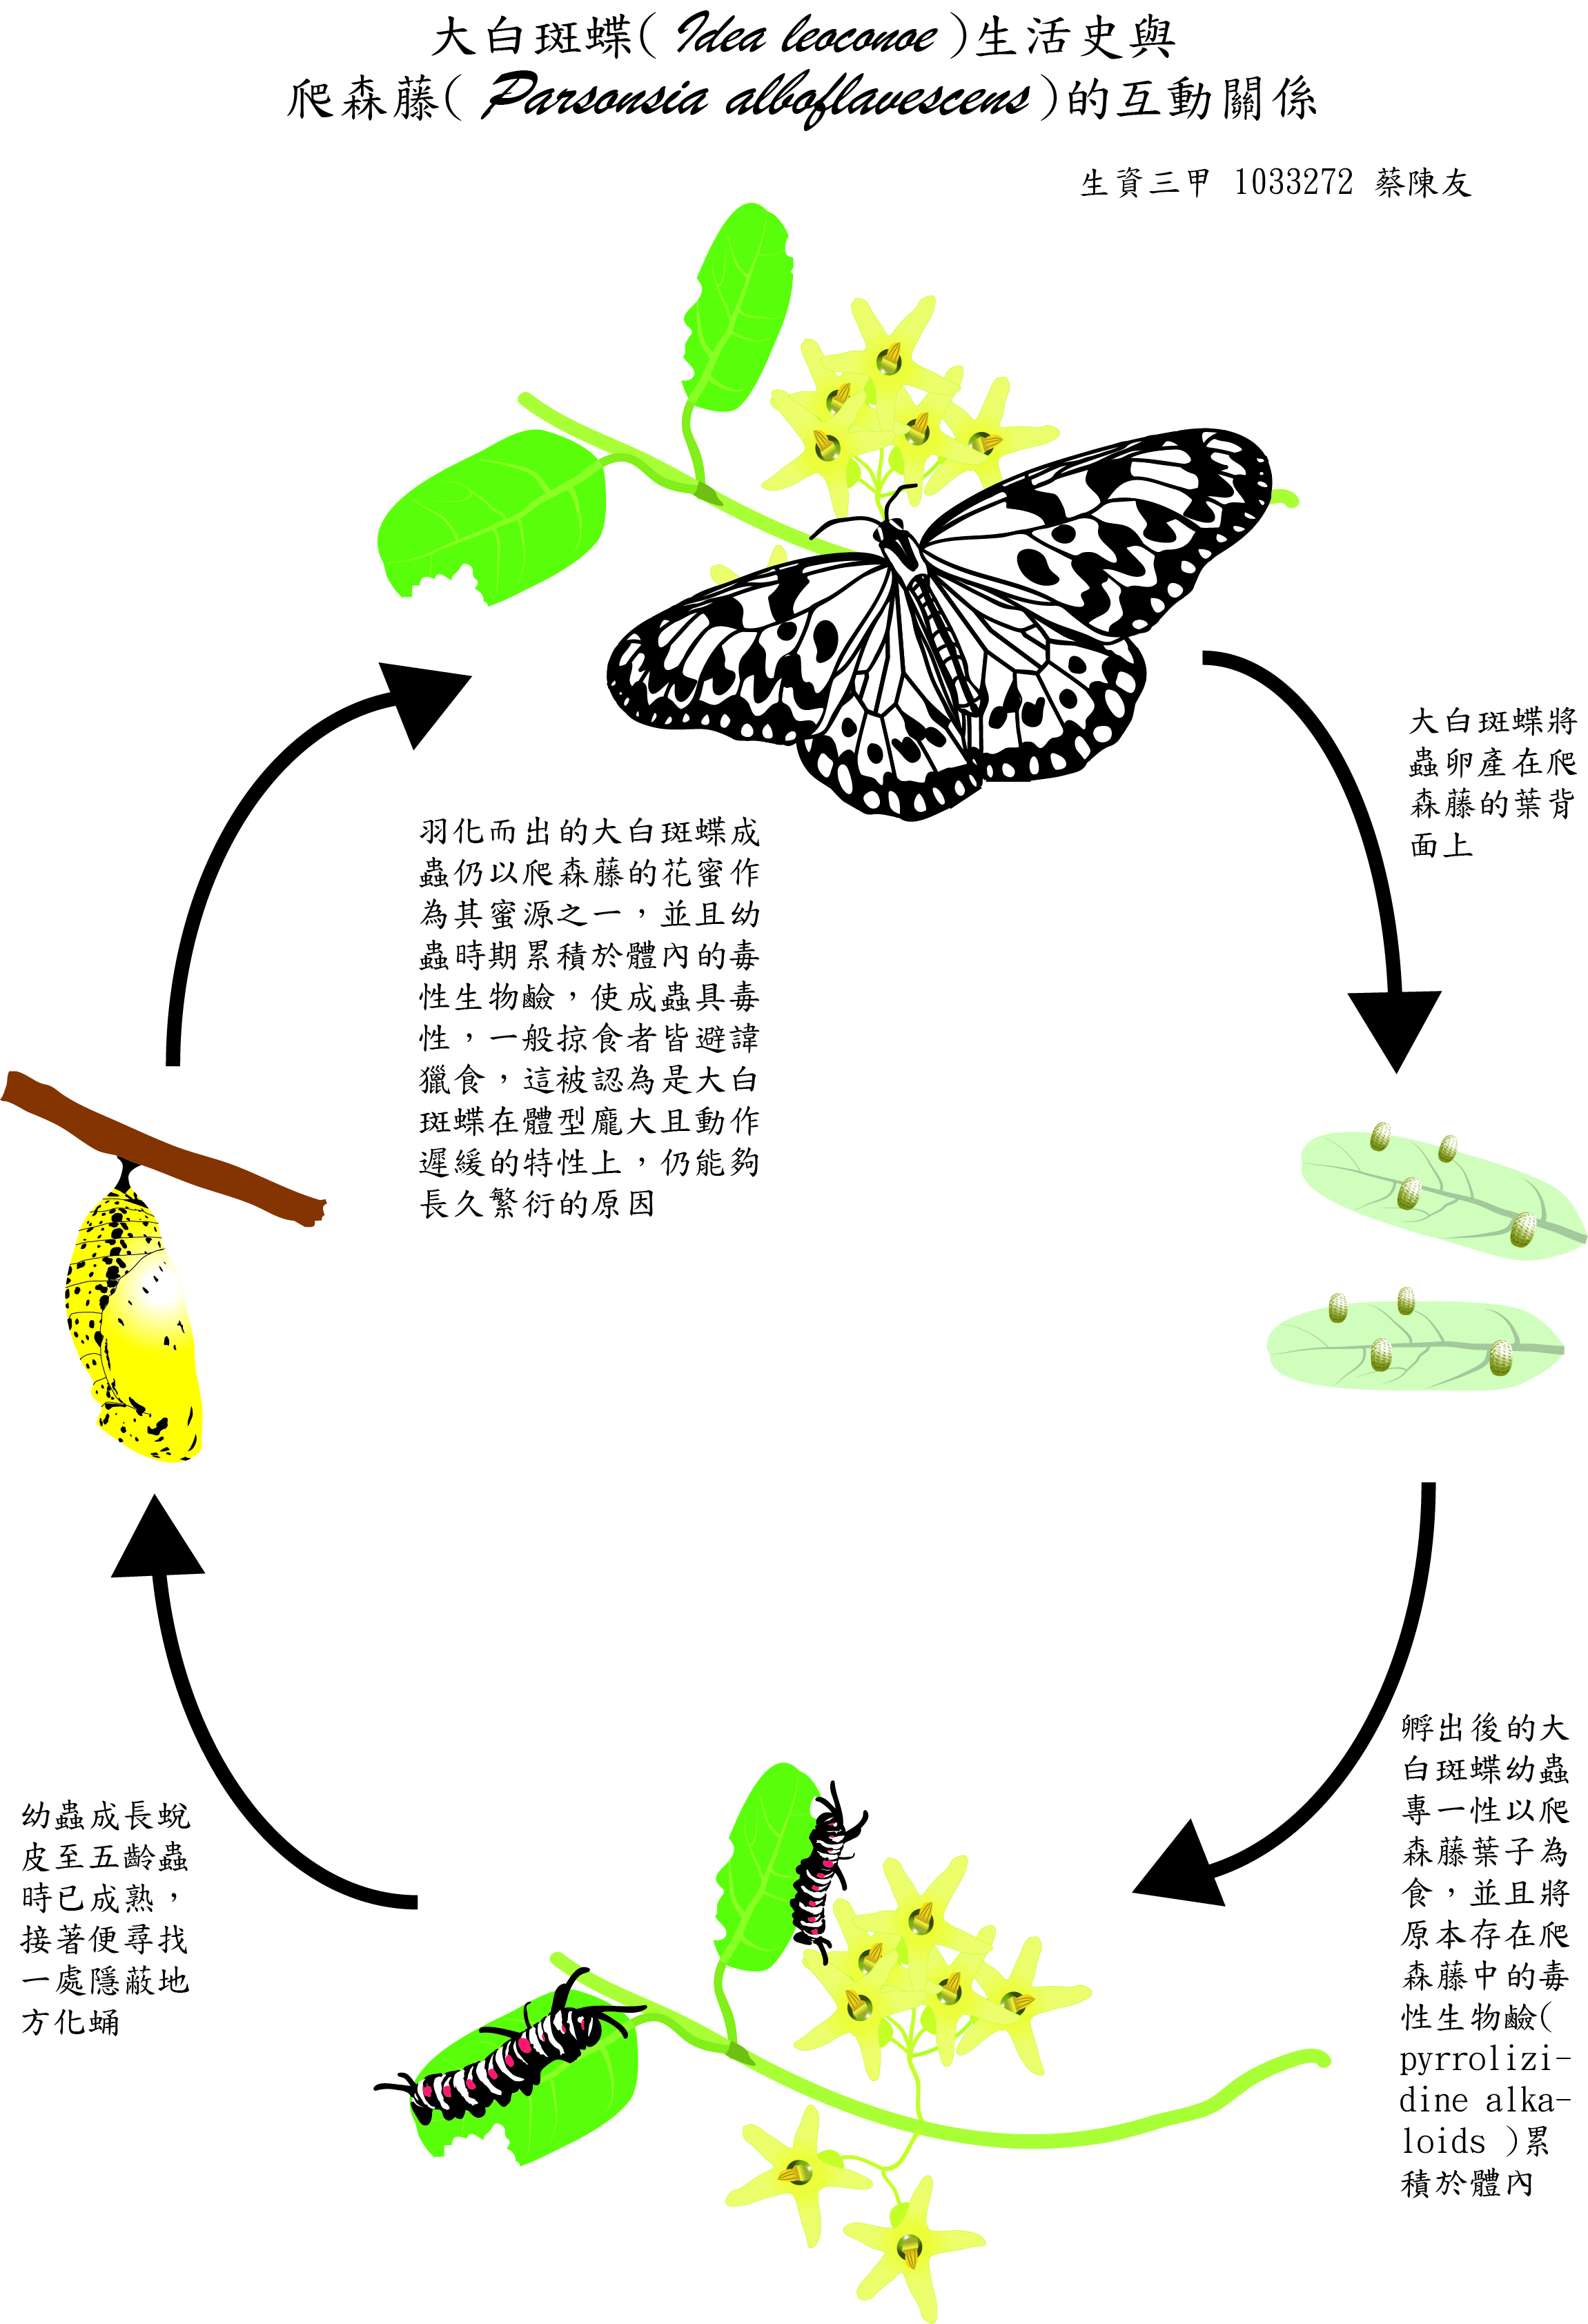 大白斑蝶( Idea leoconoe )生活史與
爬森藤( Parsonsia alboflavescens )的互動關係
生資三甲 1033272 蔡陳友
大白斑蝶將
蟲卵產在爬
森藤的葉背
面上
羽化而出的大白斑蝶成
蟲仍以爬森藤的花蜜作
為其蜜源之一，並且幼
蟲時期累積於體內的毒
性生物鹼，使成蟲具毒
性，一般掠食者皆避諱
獵食，這被認為是大白
斑蝶在體型龐大且動作
遲緩的特性上，仍能夠
長久繁衍的原因
孵出後的大
白斑蝶幼蟲
專一性以爬
森藤葉子為
食，並且將
原本存在爬
森藤中的毒
性生物鹼(
pyrrolizi-
dine alka-
loids )累
積於體內
幼蟲成長蛻
皮至五齡蟲
時已成熟，
接著便尋找
一處隱蔽地
方化蛹